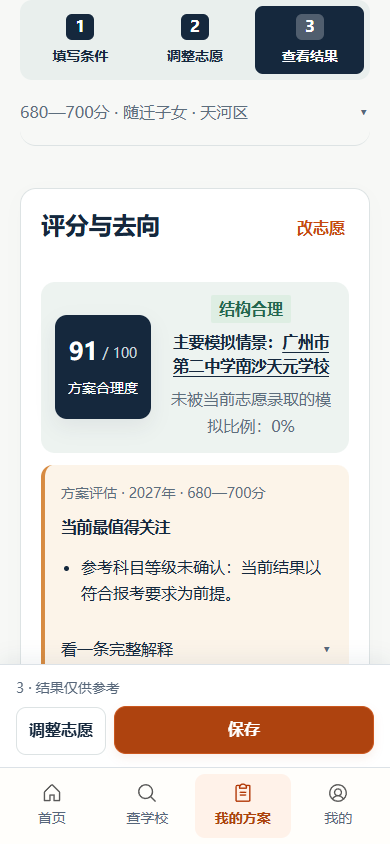 1
填写条件
2
调整志愿
3
查看结果
680—700分 · 随迁子女 · 天河区
评分与去向
改志愿
91 / 100
方案合理度
结构合理
主要模拟情景：广州市
第二中学南沙天元学校
未被当前志愿录取的模
拟比例：0%
方案评估 · 2027年 · 680—700分
当前最值得关注
• 参考科目等级未确认：当前结果以
符合报考要求为前提。
看一条完整解释
3 · 结果仅供参考
调整志愿
保存
首页
查学校
我的方案
我的